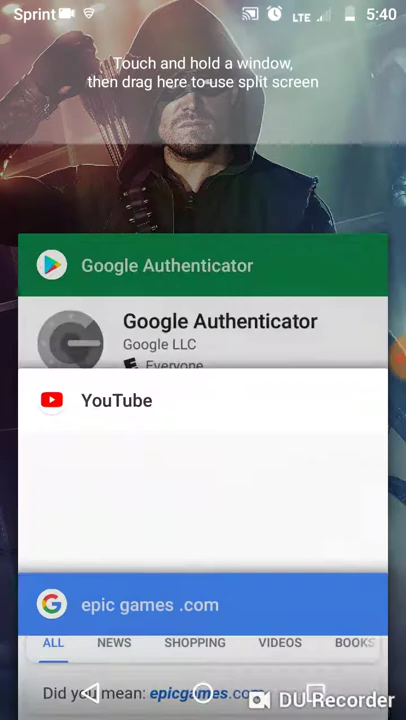 Sprint
LTE
5:40
Touch and hold a window,
then drag here to use split screen
Google Authenticator
Google Authenticator
Google LLC
E Everyone
YouTube
epic games .com
ALL NEWS SHOPPING VIDEOS BOOKS
Did you mean: epicgames.com
DU-Recorder